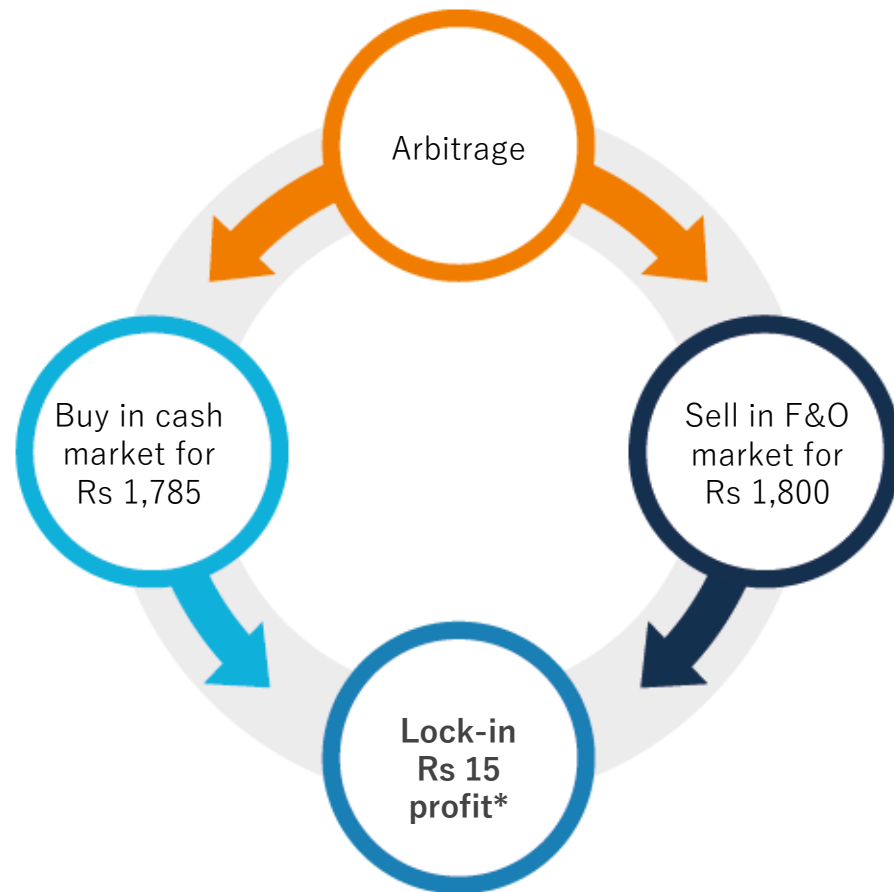 Arbitrage
Buy in cash
market for
Rs 1,785
Sell in F&O
market for
Rs 1,800
Lock-in
Rs 15
profit*